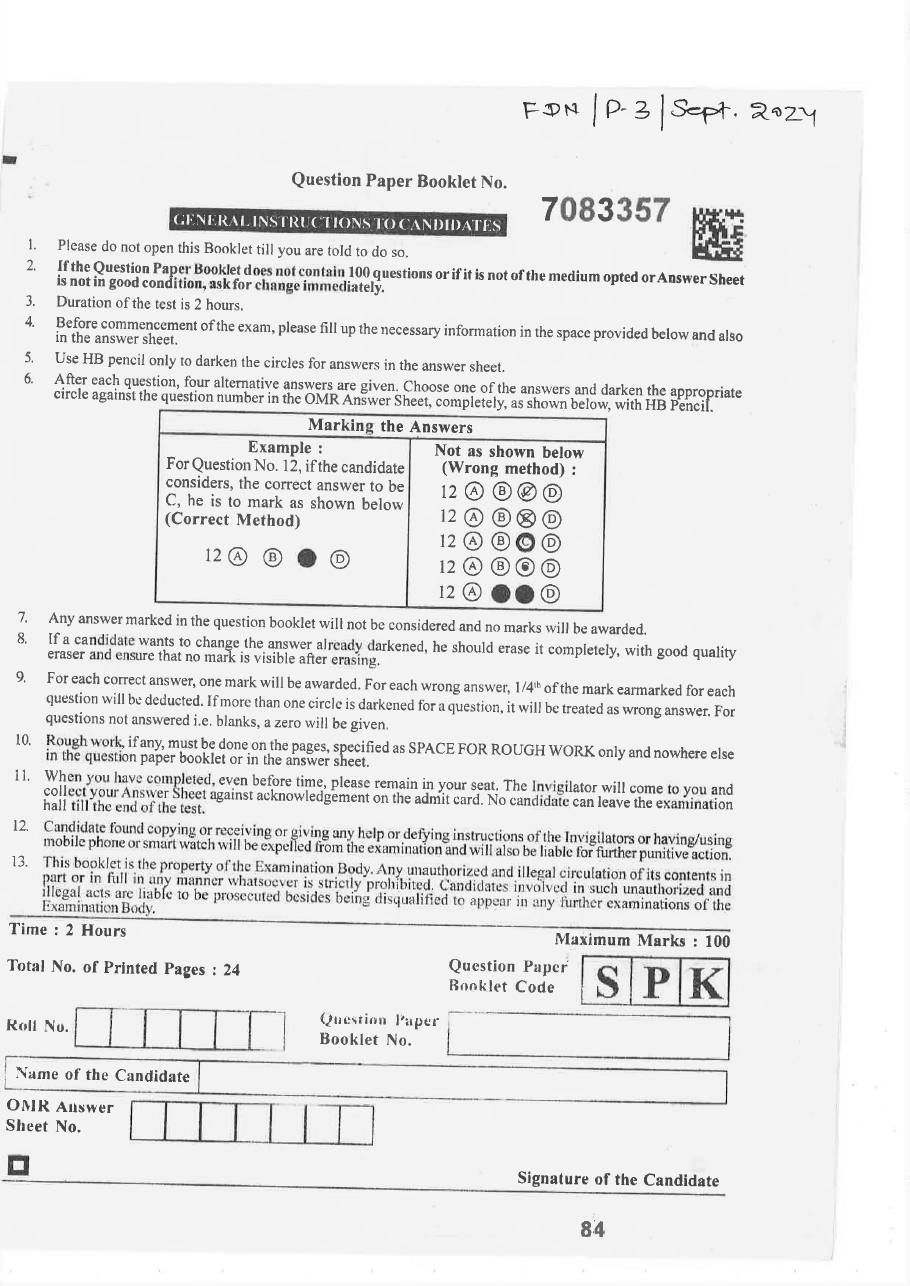 FDN | P-3 | Sept. 2024
Question Paper Booklet No.
7083357
GENERAL INSTRUCTIONS TO CANDIDATES
1. Please do not open this Booklet till you are told to do so.
2. If the Question Paper Booklet does not contain 100 questions or if it is not of the medium opted or Answer Sheet
is not in good condition, ask for change immediately.
3. Duration of the test is 2 hours.
4. Before commencement of the exam, please fill up the necessary information in the space provided below and also
in the answer sheet.
5. Use HB pencil only to darken the circles for answers in the answer sheet.
6. After each question, four alternative answers are given. Choose one of the answers and darken the appropriate
circle against the question number in the OMR Answer Sheet, completely, as shown below, with HB Pencil.
Marking the Answers
Example :
For Question No. 12, if the candidate
considers, the correct answer to be
C, he is to mark as shown below
(Correct Method)
12 A B D
Not as shown below
(Wrong method) :
12 A B C D
12 A B C D
12 A B C D
12 A B D
12 A D
7. Any answer marked in the question booklet will not be considered and no marks will be awarded.
8. If a candidate wants to change the answer already darkened, he should erase it completely, with good quality
eraser and ensure that no mark is visible after erasing.
9. For each correct answer, one mark will be awarded. For each wrong answer, 1/4th of the mark earmarked for each
question will be deducted. If more than one circle is darkened for a question, it will be treated as wrong answer. For
questions not answered i.e. blanks, a zero will be given.
10. Rough work, if any, must be done on the pages, specified as SPACE FOR ROUGH WORK only and nowhere else
in the question paper booklet or in the answer sheet.
11. When you have completed, even before time, please remain in your seat. The Invigilator will come to you and
collect your Answer Sheet against acknowledgement on the admit card. No candidate can leave the examination
hall till the end of the test.
12. Candidate found copying or receiving or giving any help or defying instructions of the Invigilators or having/using
mobile phone or smart watch will be expelled from the examination and will also be liable for further punitive action.
13. This booklet is the property of the Examination Body. Any unauthorized and illegal circulation of its contents in
part or in full in any manner whatsoever is strictly prohibited. Candidates involved in such unauthorized and
illegal acts are liable to be prosecuted besides being disqualified to appear in any further examinations of the
Examination Body.
Time : 2 Hours
Maximum Marks : 100
Total No. of Printed Pages : 24
Question Paper
Booklet Code
S P K
Roll No.
Question Paper
Booklet No.
Name of the Candidate
OMR Answer
Sheet No.
Signature of the Candidate
84